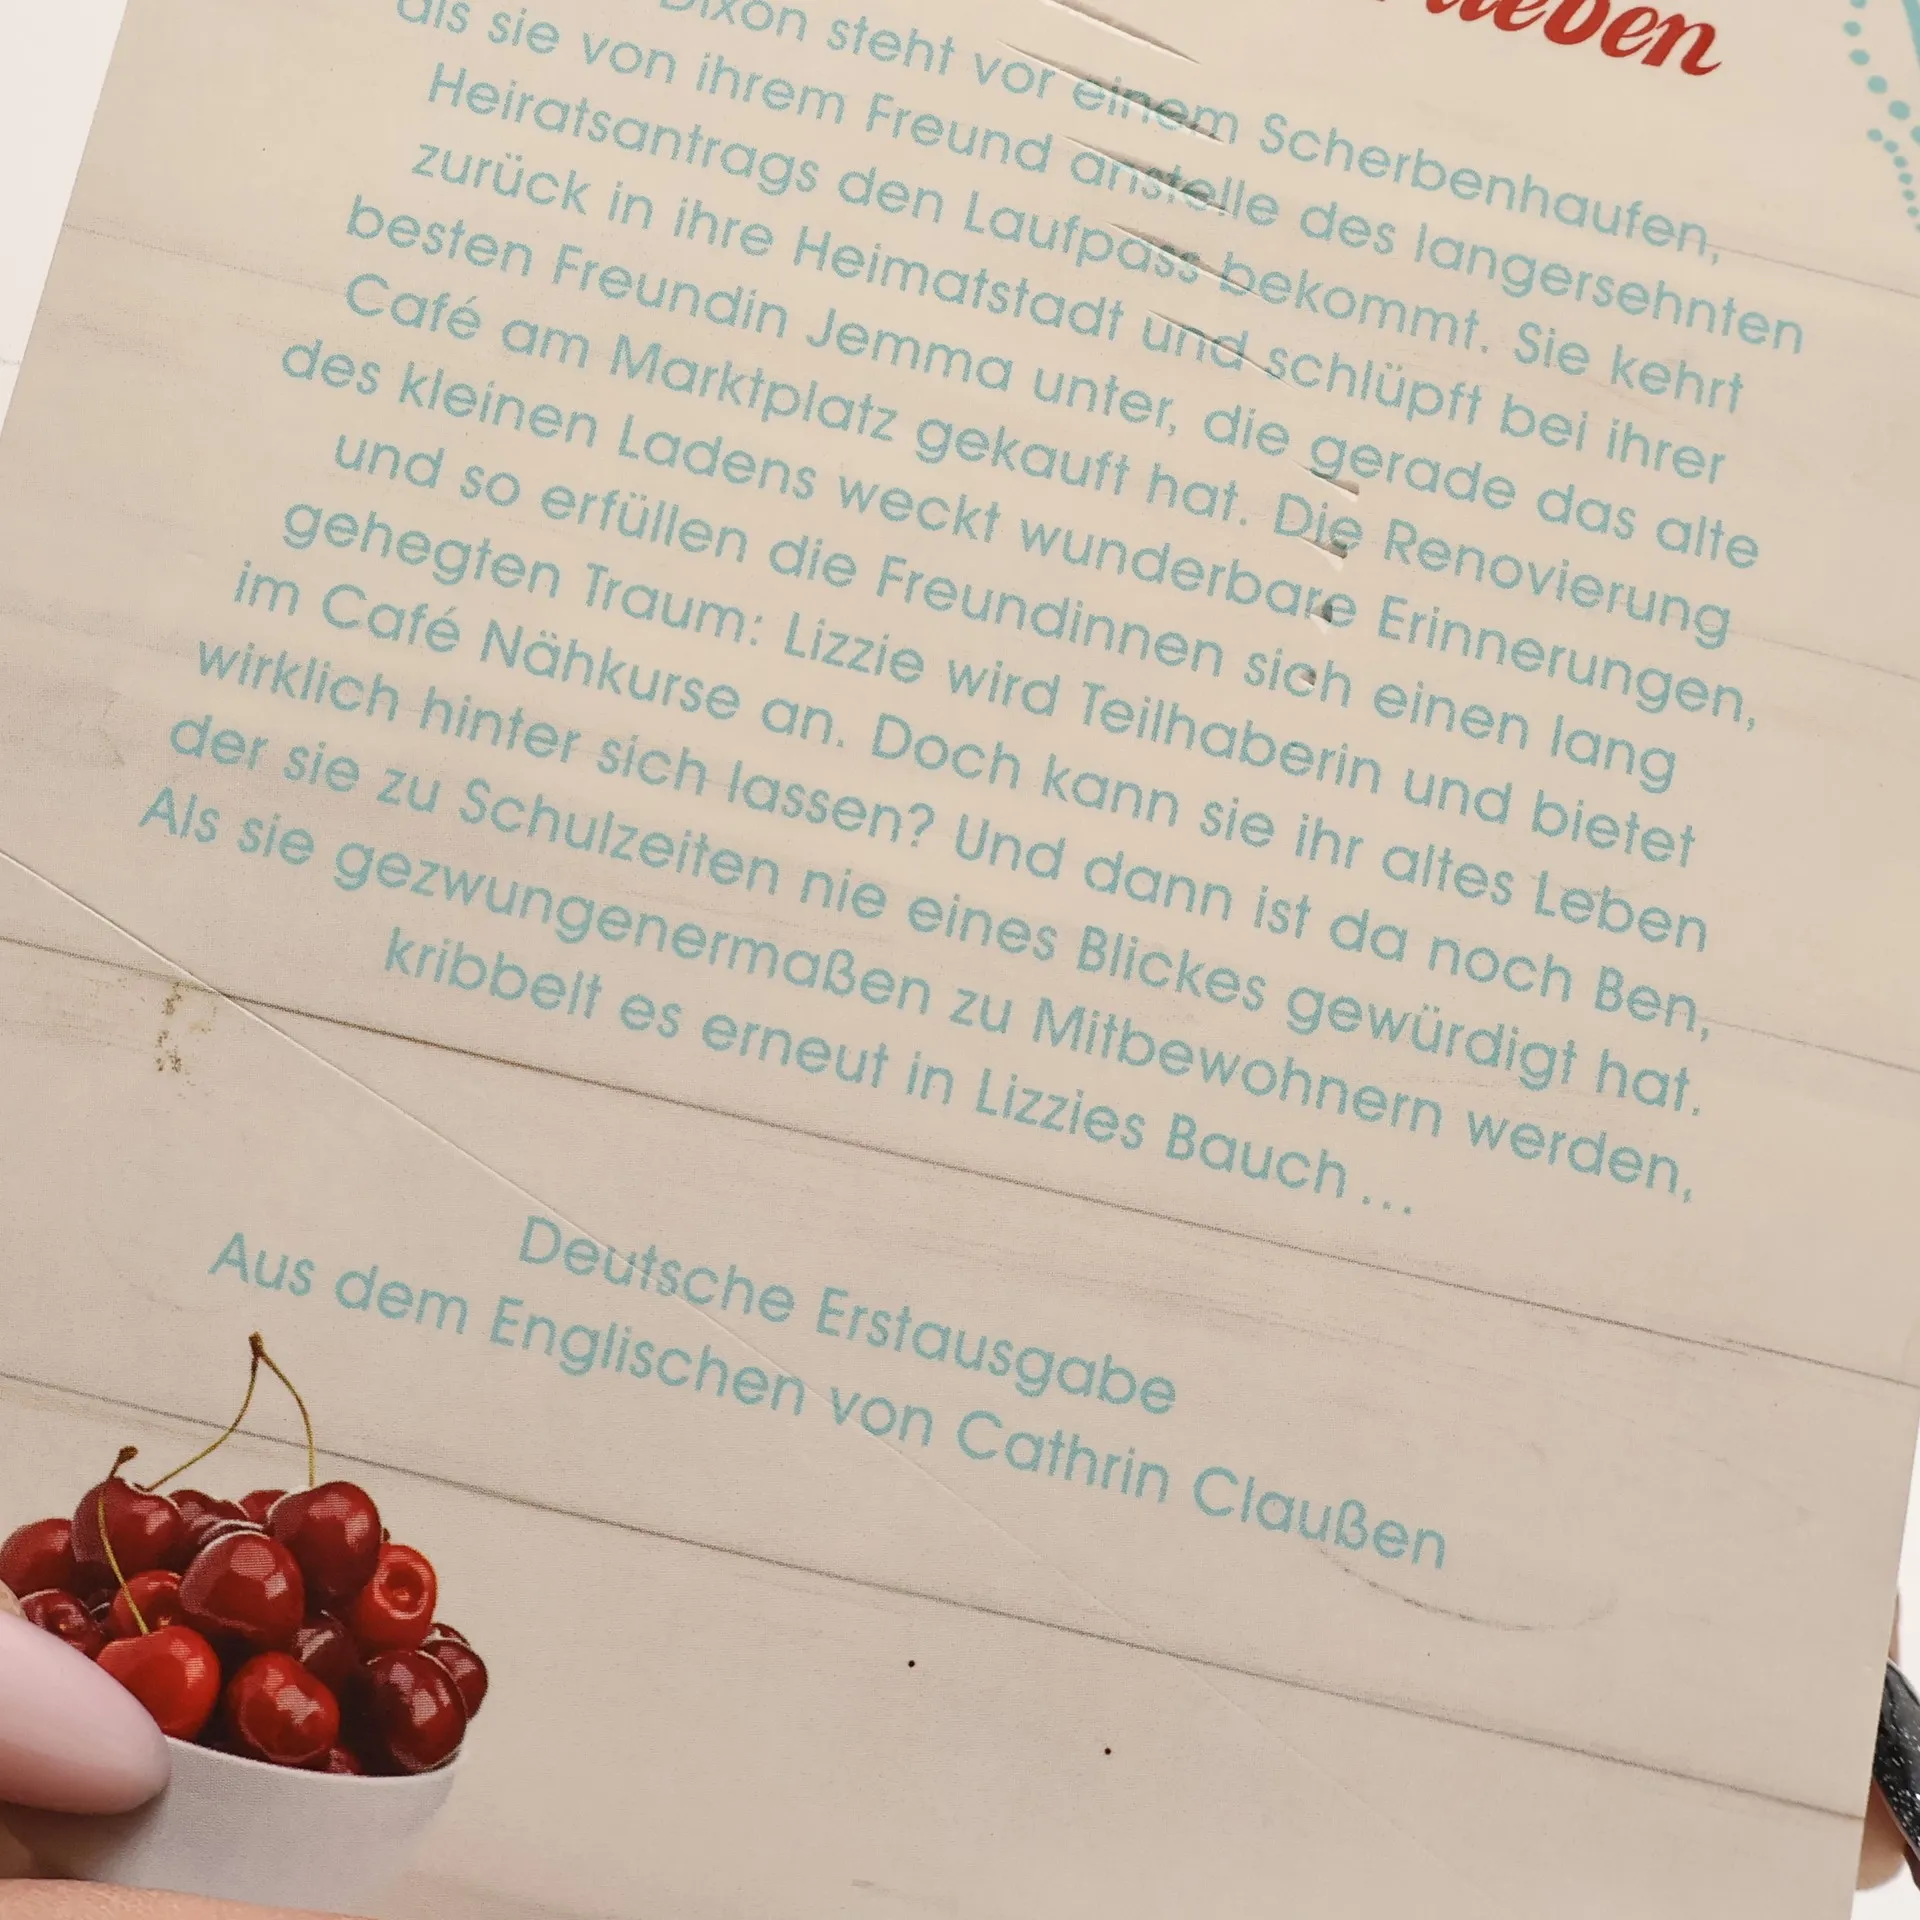 Dixon steht vor einem Scherbenhaufen,
als sie von ihrem Freund anstelle des langersehnten
Heiratsantrags den Laufpass bekommt. Sie kehrt
zurück in ihre Heimatstadt und schlüpft bei ihrer
besten Freundin Jemma unter, die gerade das alte
Café am Marktplatz gekauft hat. Die Renovierung
des kleinen Ladens weckt wunderbare Erinnerungen,
und so erfüllen die Freundinnen sich einen lang
gehegten Traum: Lizzie wird Teilhaberin und bietet
im Café Nähkurse an. Doch kann sie ihr altes Leben
wirklich hinter sich lassen? Und dann ist da noch Ben,
der sie zu Schulzeiten nie eines Blickes gewürdigt hat.
Als sie gezwungenermaßen zu Mitbewohnern werden,
kribbelt es erneut in Lizzies Bauch ...
Deutsche Erstausgabe
Aus dem Englischen von Cathrin Claußen